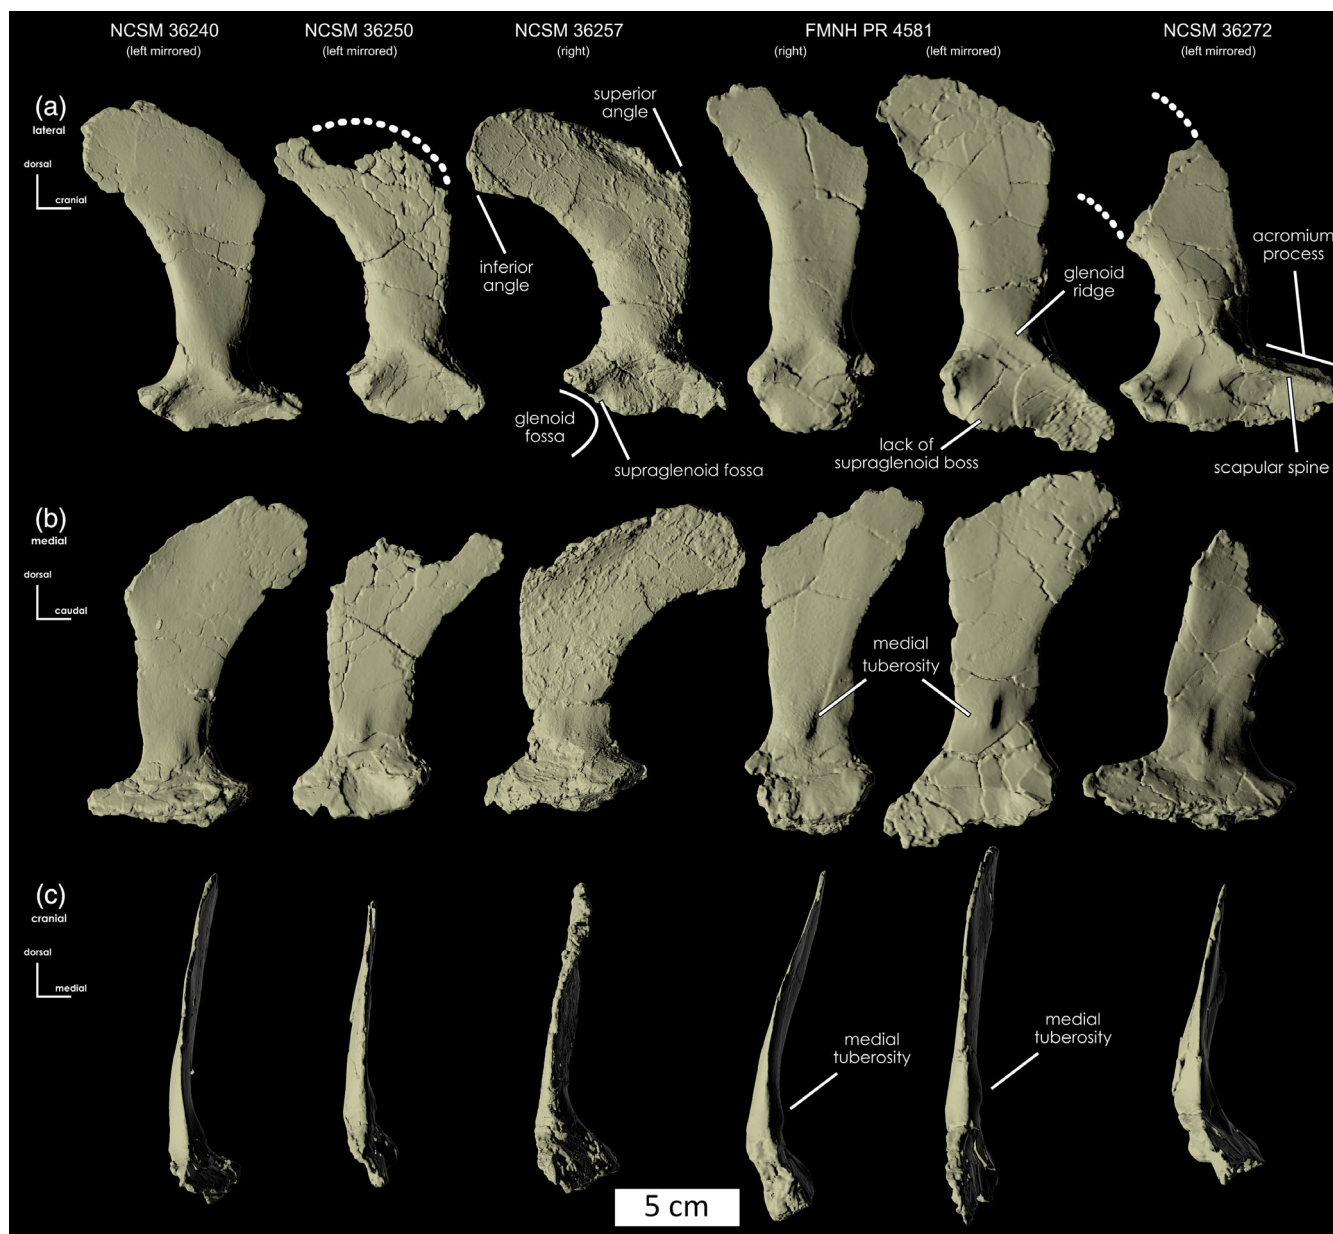 NCSM 36240
(left mirrored)
NCSM 36250
(left mirrored)
NCSM 36257
(right)
FMNH PR 4581
(right)
(left mirrored)
NCSM 36272
(left mirrored)
(a)
lateral
dorsal
cranial
superior
angle
inferior
angle
glenoid
fossa
supraglenoid fossa
glenoid
ridge
lack of
supraglenoid boss
acromium
process
scapular spine
(b)
medial
dorsal
caudal
medial
tuberosity
(c)
cranial
dorsal
medial
medial
tuberosity
medial
tuberosity
5 cm